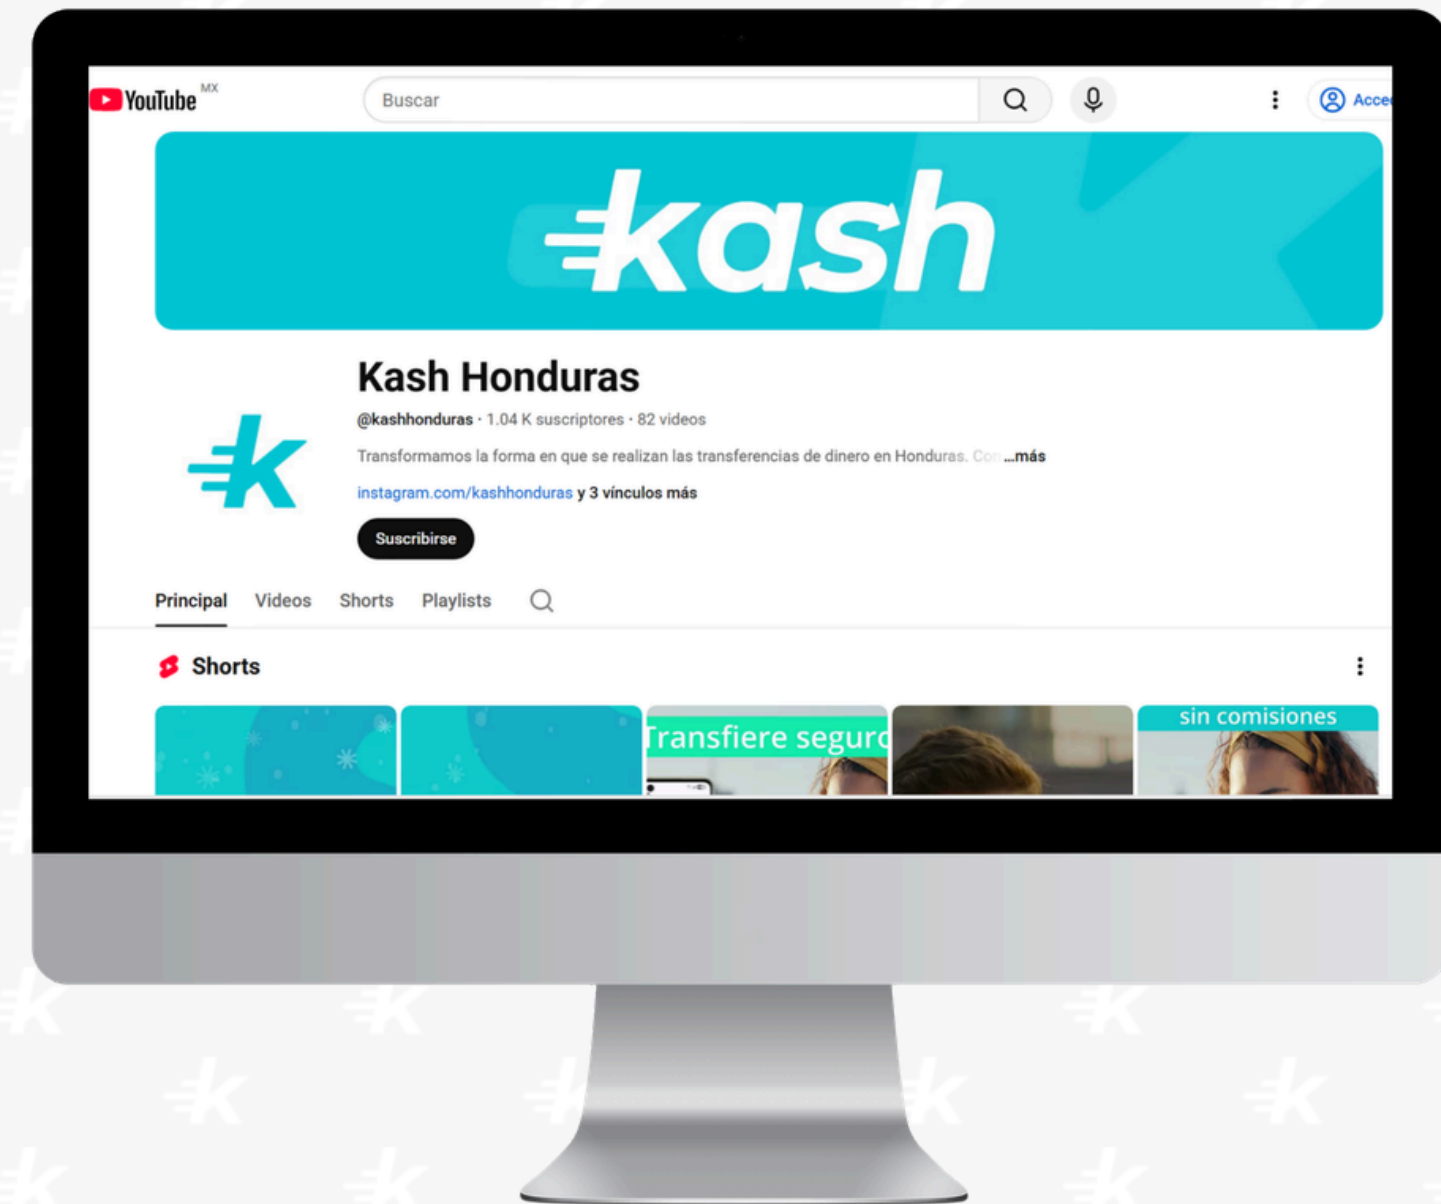 YouTube MX
Buscar
Acce
kash
Kash Honduras
@kashhonduras · 1.04 K suscriptores · 82 videos
Transformamos la forma en que se realizan las transferencias de dinero en Honduras. Con ...más
instagram.com/kashhonduras y 3 vínculos más
Suscribirse
Principal Videos Shorts Playlists
Shorts
Transfiere seguro
sin comisiones